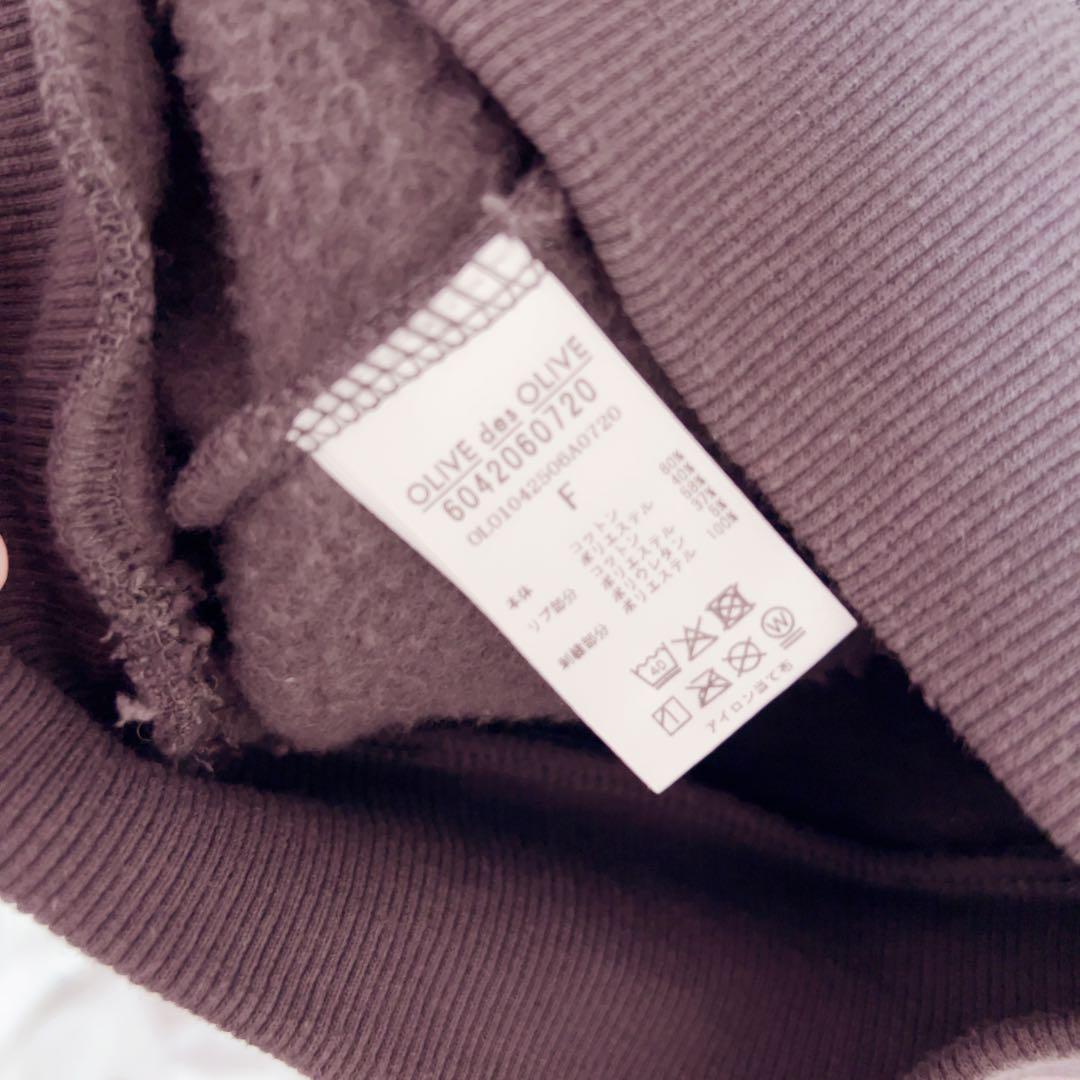 OLIVE des OLIVE
6042060720
OL01042506A0720
F
本体 コットン 60%
ポリエステル 40%
リブ部分 コットン 58%
ポリエステル 37%
ポリウレタン 5%
刺繍部分 ポリエステル 100%
40
W
アイロン当て布